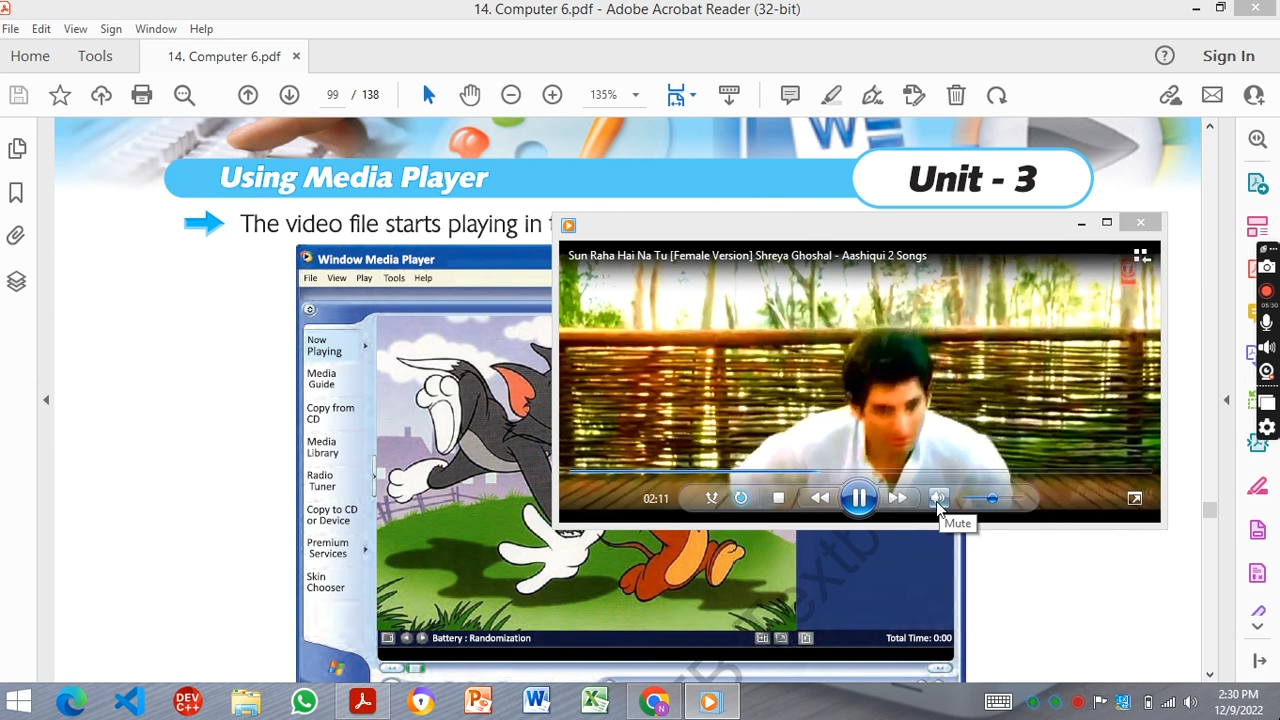 14. Computer 6.pdf - Adobe Acrobat Reader (32-bit)
File Edit View Sign Window Help
Home Tools 14. Computer 6.pdf × Sign In
99 / 138 135%
Using Media Player Unit - 3
The video file starts playing in
Window Media Player
File View Play Tools Help
Now Playing
Media Guide
Copy from CD
Media Library
Radio Tuner
Copy to CD or Device
Premium Services
Skin Chooser
Battery : Randomization Total Time: 0:00
Sun Raha Hai Na Tu [Female Version] Shreya Ghoshal - Aashiqui 2 Songs
02:11
Mute
05:30
DEV C++
N
2:30 PM
12/9/2022